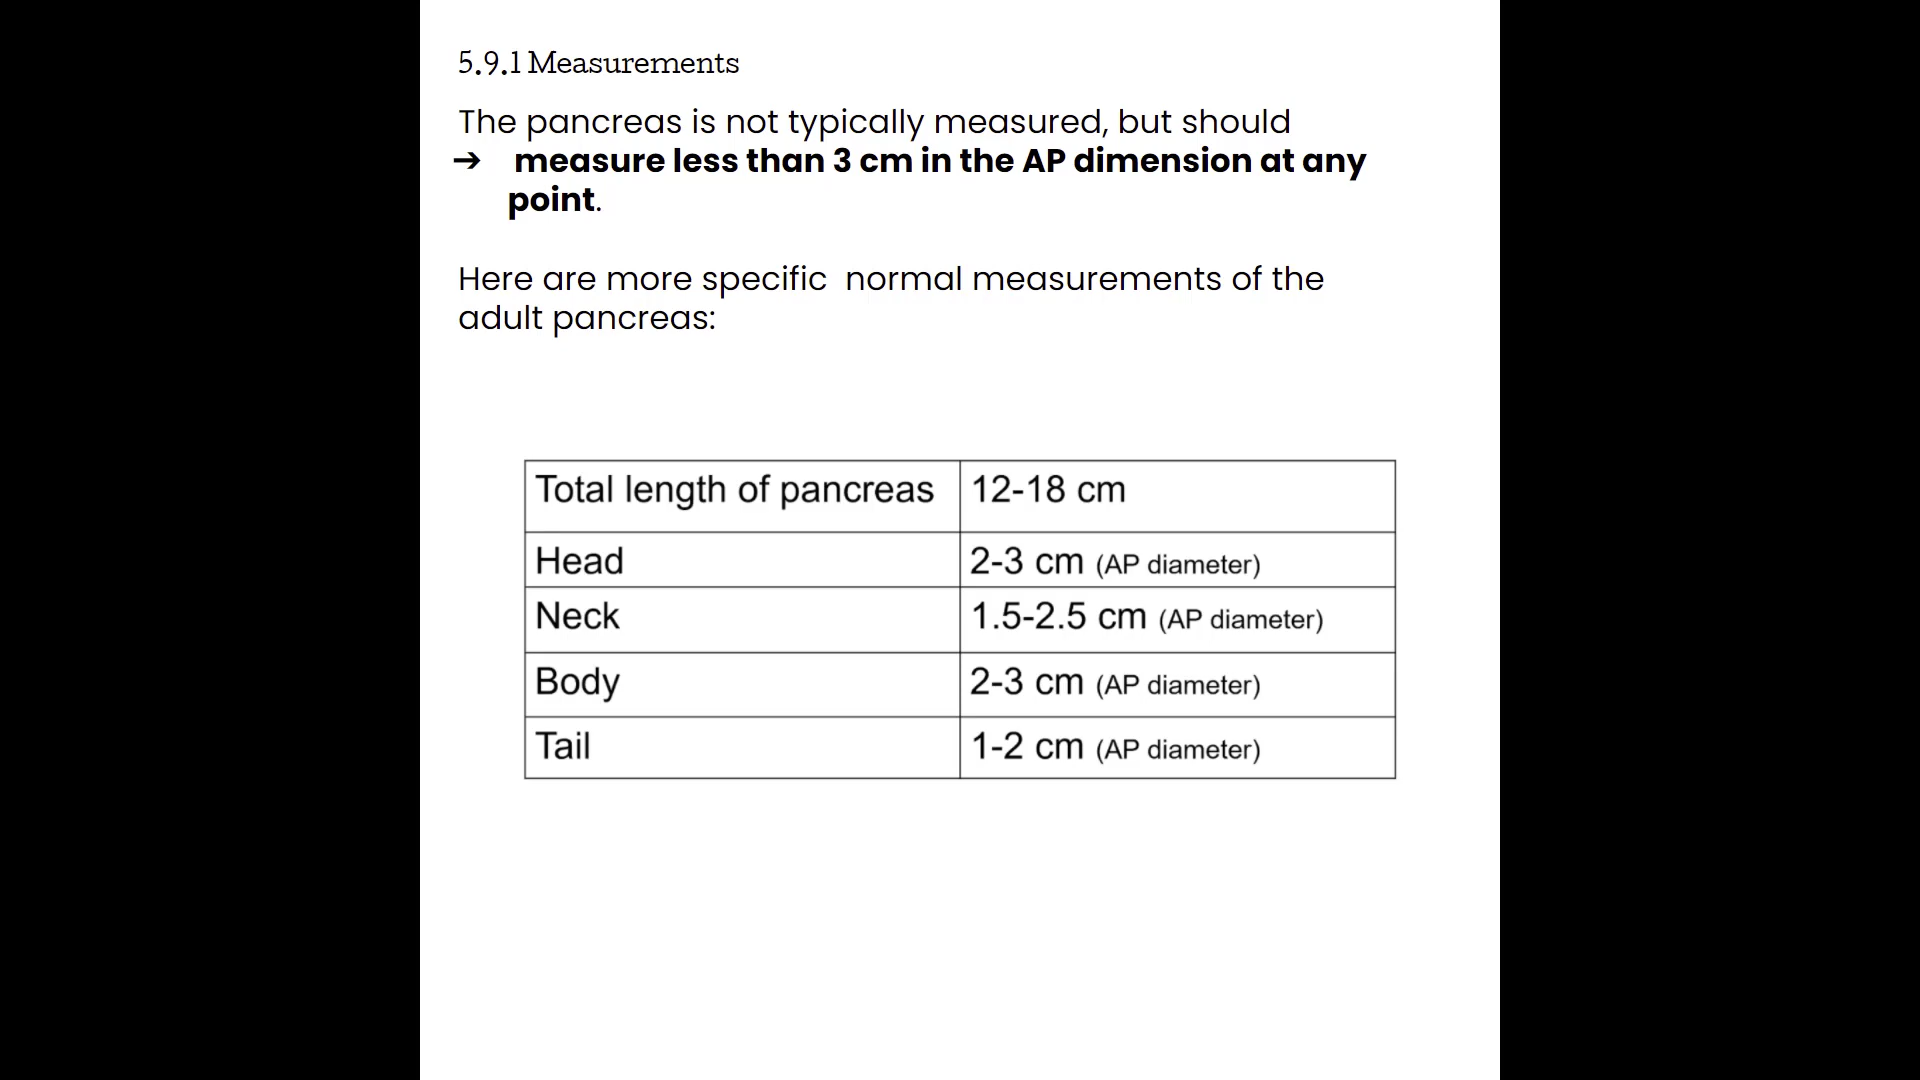 5.9.1 Measurements
The pancreas is not typically measured, but should
➔ measure less than 3 cm in the AP dimension at any
point.
Here are more specific  normal measurements of the
adult pancreas:
Total length of pancreas 12-18 cm
Head 2-3 cm (AP diameter)
Neck 1.5-2.5 cm (AP diameter)
Body 2-3 cm (AP diameter)
Tail 1-2 cm (AP diameter)